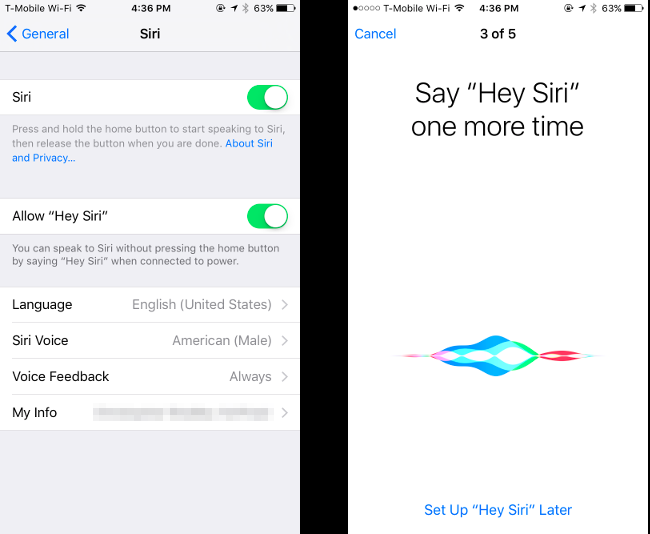 T-Mobile Wi-Fi 4:36 PM 63%
General Siri
Siri
Press and hold the home button to start speaking to Siri,
then release the button when you are done. About Siri
and Privacy...
Allow “Hey Siri”
You can speak to Siri without pressing the home button
by saying “Hey Siri” when connected to power.
Language English (United States)
Siri Voice American (Male)
Voice Feedback Always
My Info
T-Mobile Wi-Fi 4:36 PM 63%
Cancel 3 of 5
Say “Hey Siri”
one more time
Set Up “Hey Siri” Later